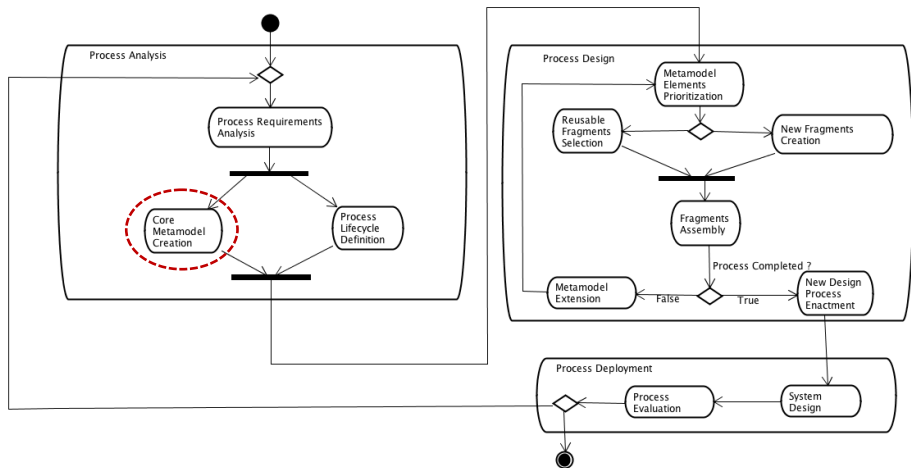 Process Analysis
Process Requirements
Analysis
Core
Metamodel
Creation
Process
Lifecycle
Definition
Process Design
Metamodel
Elements
Prioritization
Reusable
Fragments
Selection
New Fragments
Creation
Fragments
Assembly
Process Completed ?
Metamodel
Extension
False
True
New Design
Process
Enactment
Process Deployment
Process
Evaluation
System
Design